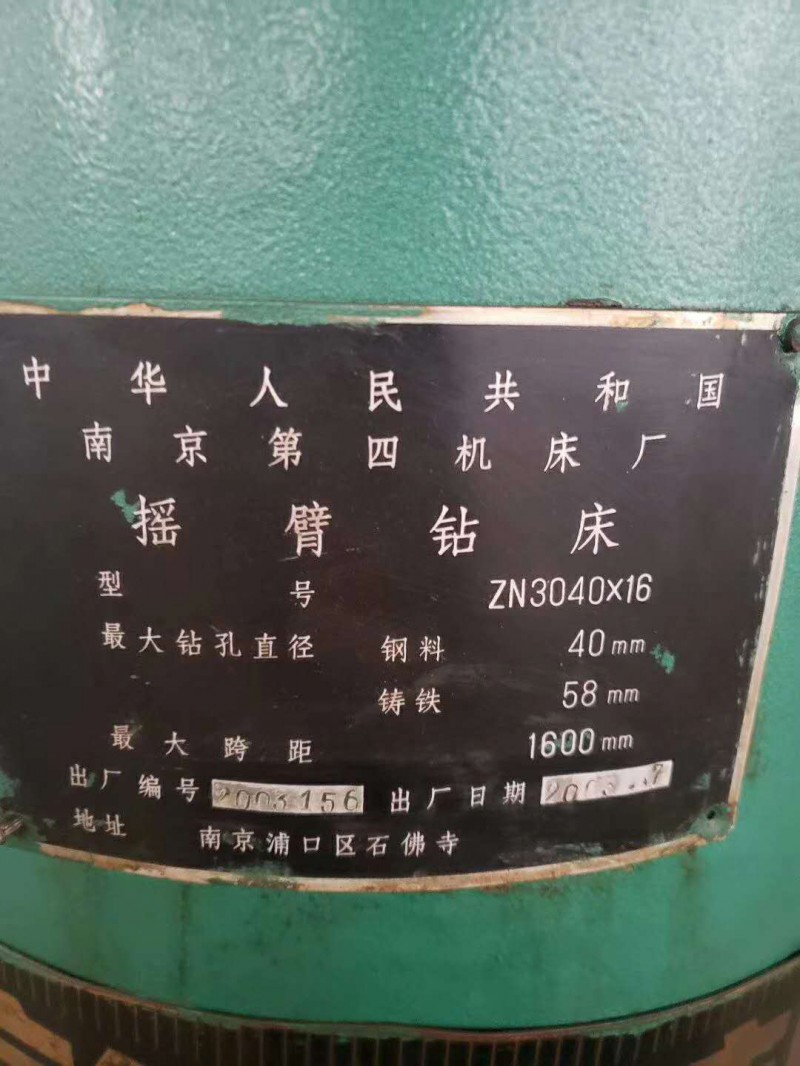 中华人民共和国
南京第四机床厂
摇臂钻床
型号 ZN3040×16
最大钻孔直径 钢料 40mm
铸铁 58mm
最大跨距 1600mm
出厂编号 2003156 出厂日期
地址 南京浦口区石佛寺